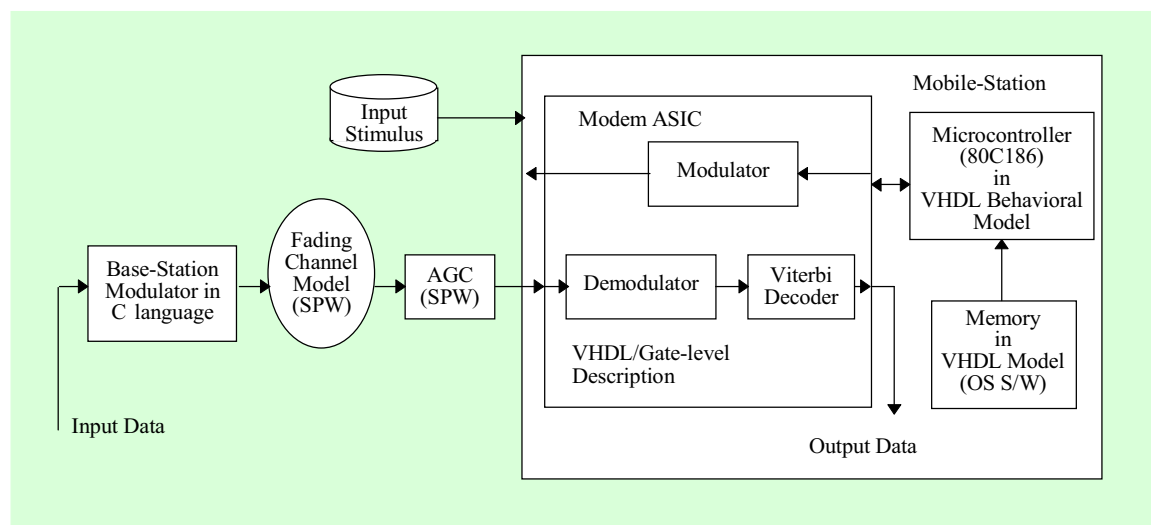 Mobile-Station
Input
Stimulus
Modem ASIC
Modulator
Microcontroller
(80C186)
in
VHDL Behavioral
Model
Base-Station
Modulator in
C language
Fading
Channel
Model
(SPW)
AGC
(SPW)
Demodulator
Viterbi
Decoder
VHDL/Gate-level
Description
Memory
in
VHDL Model
(OS S/W)
Input Data
Output Data